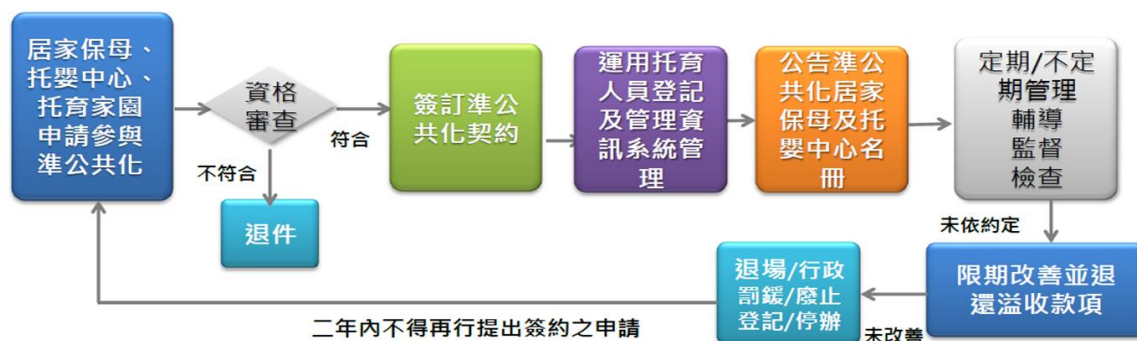 居家保母、
托嬰中心、
托育家園
申請參與
準公共化
資格
審查
符合
不符合
退件
簽訂準公
共化契約
運用托育
人員登記
及管理資
訊系統管
理
公告準公
共化居家
保母及托
嬰中心名
冊
定期/不定
期管理
輔導
監督
檢查
未依約定
限期改善並退
還溢收款項
未改善
退場/行政
罰鍰/廢止
登記/停辦
二年內不得再行提出簽約之申請